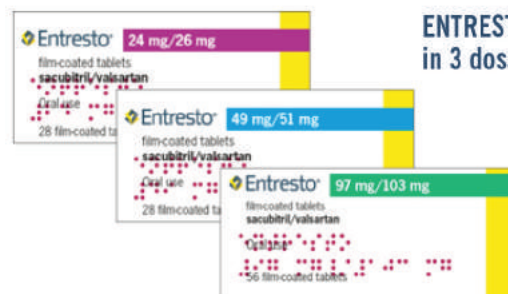 ENTREST
in 3 dos
Entresto
24 mg/26 mg
film-coated tablets
sacubitril/valsartan
Oral use
28 film-coated ta
Entresto
49 mg/51 mg
film-coated tablets
sacubitril/valsartan
Oral use
28 film-coated ta
Entresto
97 mg/103 mg
film-coated tablets
sacubitril/valsartan
Oral use
56 film-coated tablets